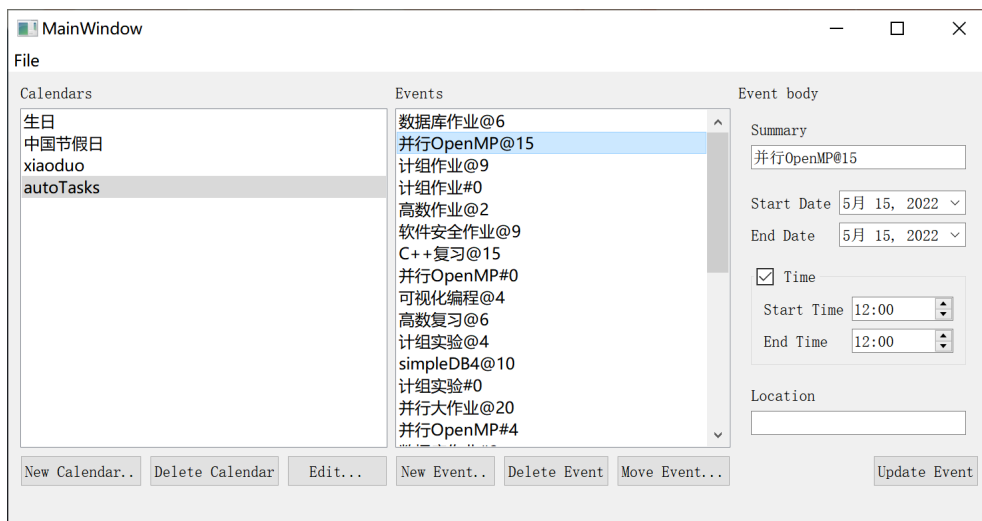 MainWindow
File
Calendars
生日
中国节假日
xiaoduo
autoTasks
New Calendar..
Delete Calendar
Edit...
Events
数据库作业@6
并行OpenMP@15
计组作业@9
计组作业#0
高数作业@2
软件安全作业@9
C++复习@15
并行OpenMP#0
可视化编程@4
高数复习@6
计组实验@4
simpleDB4@10
计组实验#0
并行大作业@20
并行OpenMP#4
New Event..
Delete Event
Move Event...
Event body
Summary
并行OpenMP@15
Start Date 5月 15, 2022
End Date 5月 15, 2022
Time
Start Time 12:00
End Time 12:00
Location
Update Event